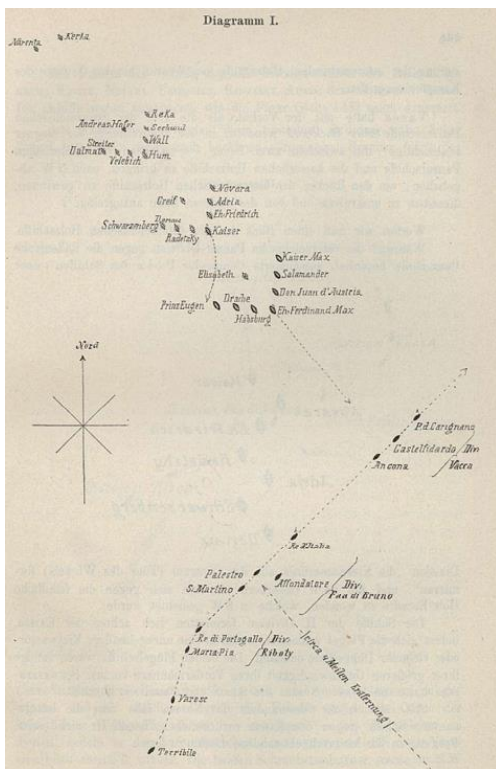 Diagramm I.
Narenta
Kerka
Reka
Andreas Hofer
Seehund
Streiter
Wall
Dalmat
Velebich
Hum
Novara
Greif
Adria
Eh. Friedrich
Schwarzenberg
Kaiser
Radetzky
Kaiser Max
Elisabeth
Salamander
Don Juan d'Austria
Prinz Eugen
Drache
Habsburg
Eh. Ferdinand Max
Nord
P. d. Carignano
Castelfidardo
Div
Ancona
Vacca
Re d'Italia
Palestro
Affondatore
Div.
S. Martino
Faa di Bruno
Re di Portogallo
Div.
Maria Pia
Riboty
(circa 4 Meilen Entfernung)
Varese
Terribile